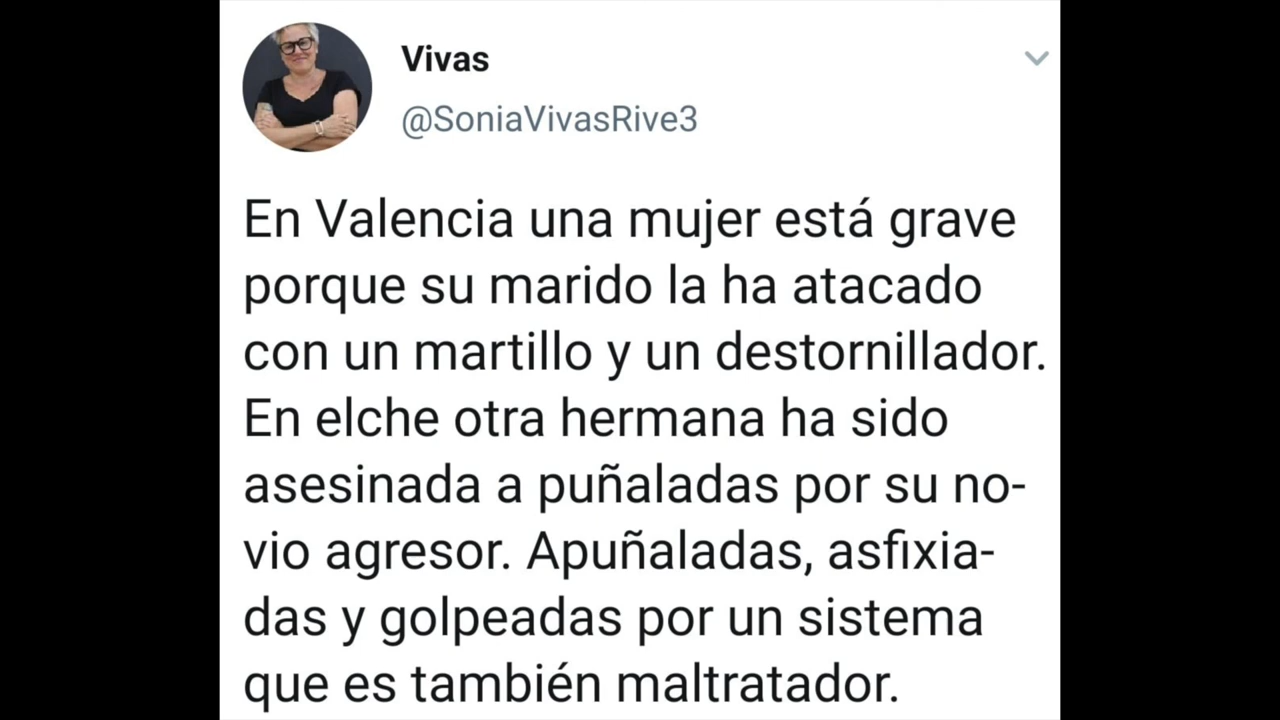 Vivas
@SoniaVivasRive3
En Valencia una mujer está grave
porque su marido la ha atacado
con un martillo y un destornillador.
En elche otra hermana ha sido
asesinada a puñaladas por su no-
vio agresor. Apuñaladas, asfixia-
das y golpeadas por un sistema
que es también maltratador.